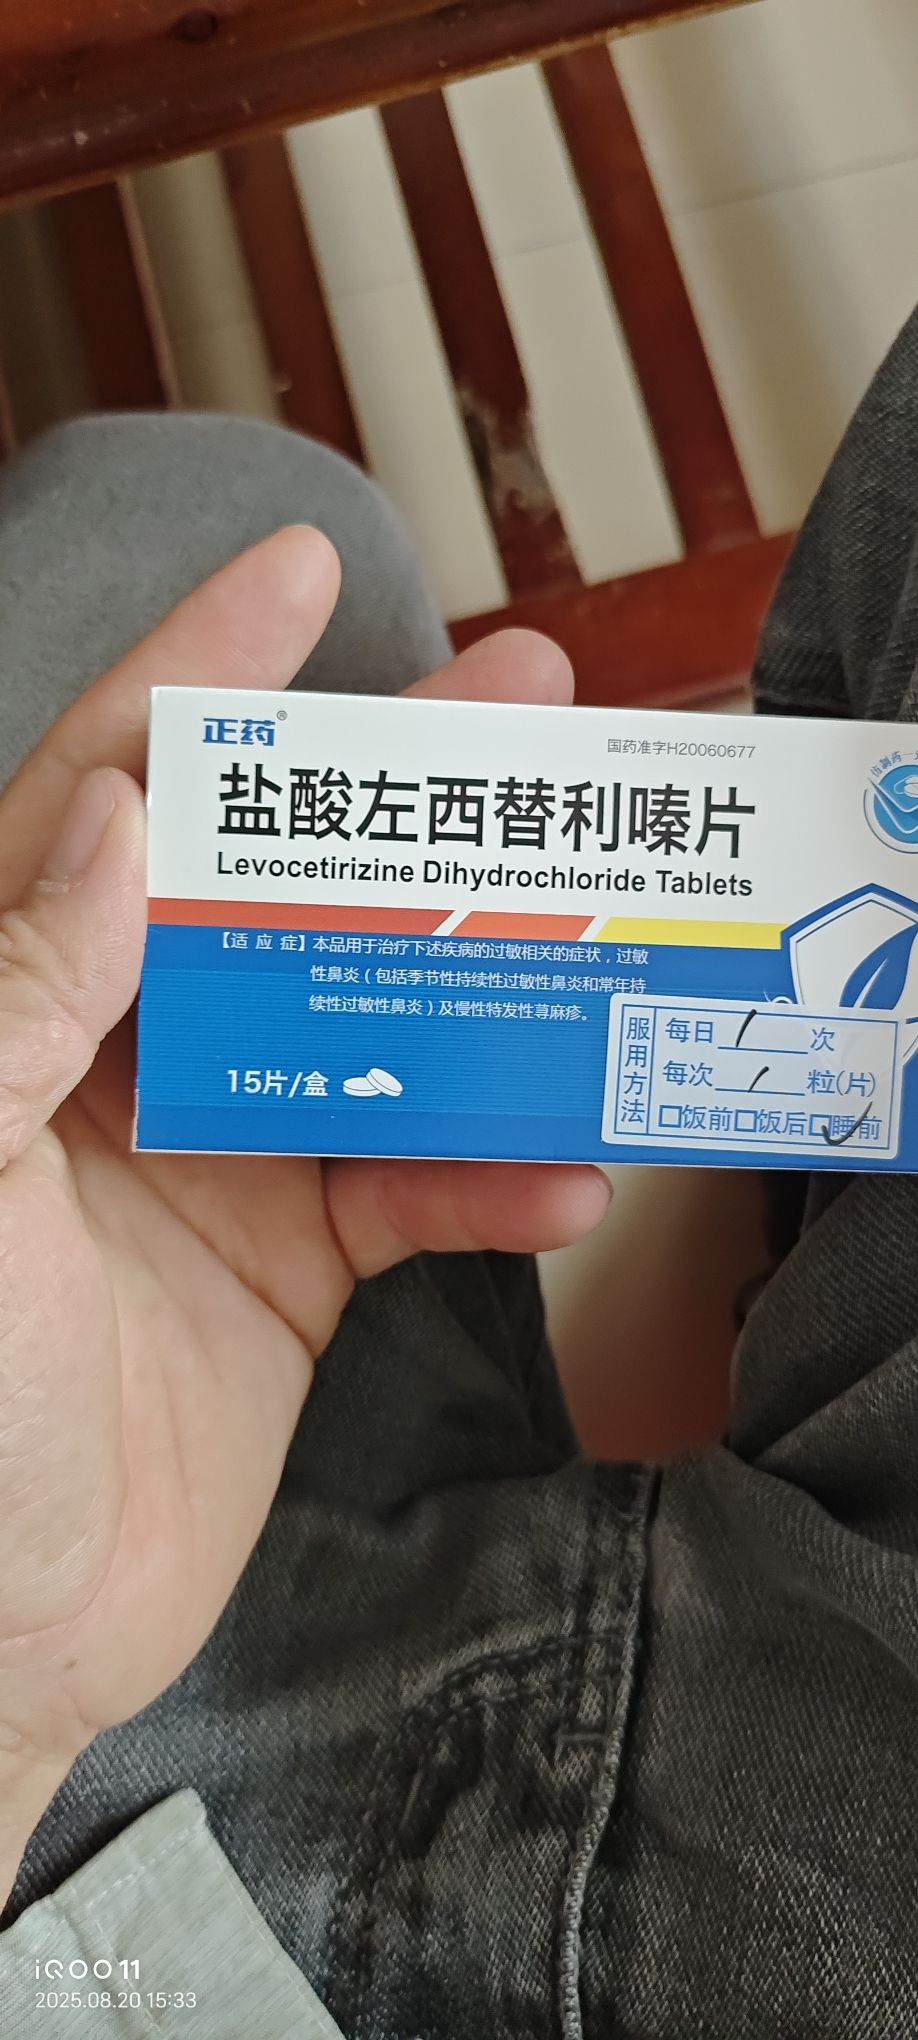 正药®
国药准字H20060677
仿制药一
盐酸左西替利嗪片
Levocetirizine Dihydrochloride Tablets
【适应症】本品用于治疗下述疾病的过敏相关的症状，过敏
性鼻炎（包括季节性持续性过敏性鼻炎和常年持
续性过敏性鼻炎）及慢性特发性荨麻疹。
15片/盒
服用方法
每日 1 次
每次 1 粒(片)
□饭前□饭后☑睡前
iQOO 11
2025.08.20 15:33